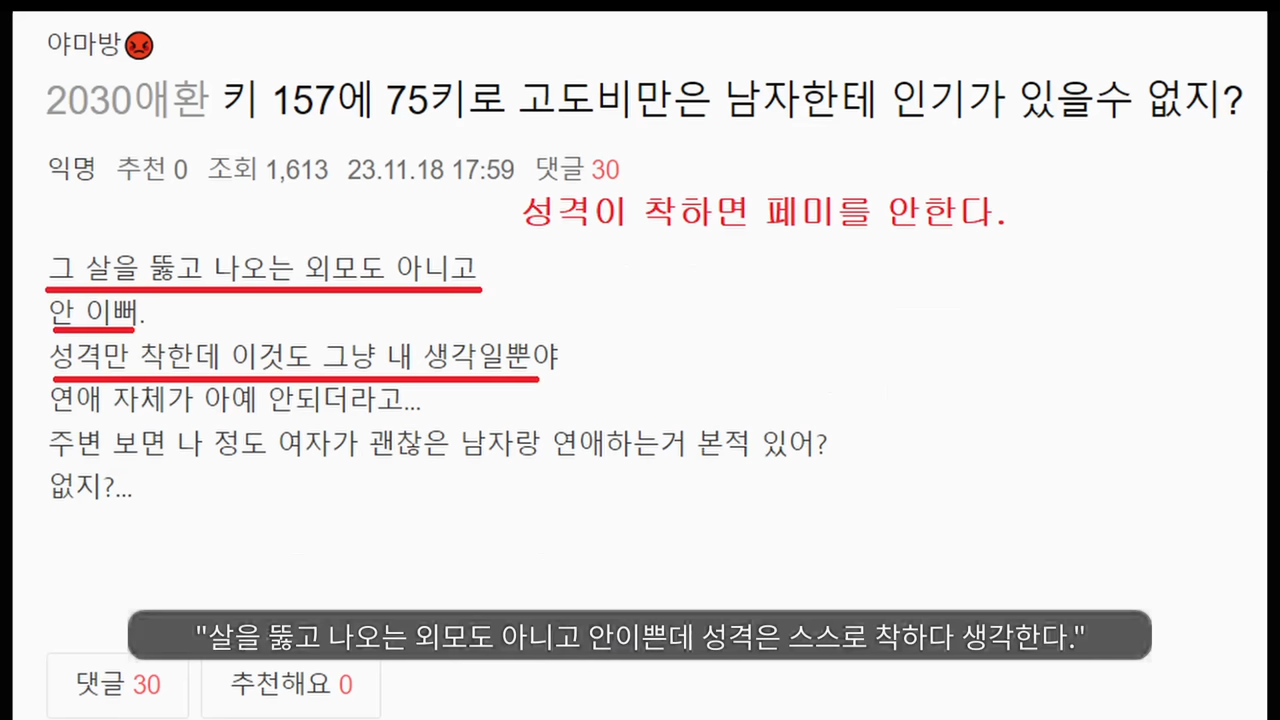 야마방😡
2030애환 키 157에 75키로 고도비만은 남자한테 인기가 있을수 없지?
익명 추천 0 조회 1,613 23.11.18 17:59 댓글 30
성격이 착하면 페미를 안한다.
그 살을 뚫고 나오는 외모도 아니고
안 이뻐.
성격만 착한데 이것도 그냥 내 생각일뿐야
연애 자체가 아예 안되더라고...
주변 보면 나 정도 여자가 괜찮은 남자랑 연애하는거 본적 있어?
없지?...
"살을 뚫고 나오는 외모도 아니고 안이쁜데 성격은 스스로 착하다 생각한다."
댓글 30 추천해요 0